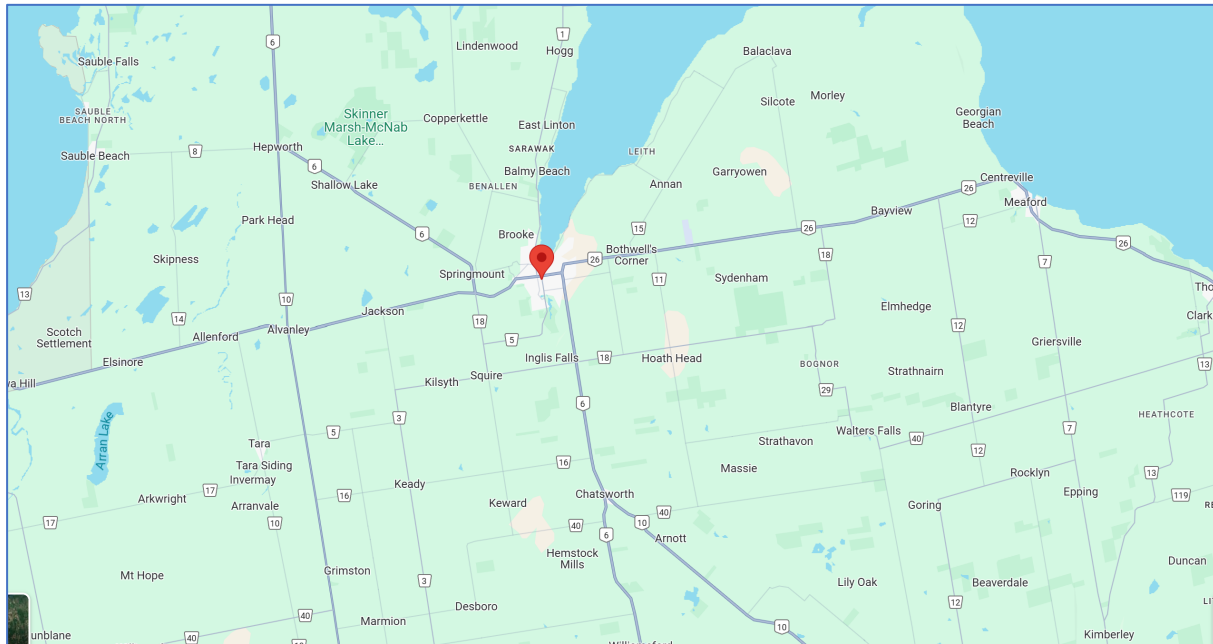 6
Lindenwood
1
Hogg
Balaclava
Sauble Falls
Silcote
Morley
SAUBLE
BEACH NORTH
Skinner
Marsh-McNab
Lake...
Copperkettle
East Linton
Georgian
Beach
Sauble Beach
8
Hepworth
6
SARAWAK
LEITH
Shallow Lake
Balmy Beach
BENALLEN
Annan
Garryowen
Centreville
26
Meaford
Park Head
6
Brooke
15
Bayview
12
26
26
Skipness
Springmount
26
Bothwell's
Corner
18
7
13
10
11
Sydenham
Tho
14
Jackson
18
Elmhedge
Clark
Scotch
Settlement
Allenford
Alvanley
5
12
Griersville
Elsinore
Inglis Falls
18
Hoath Head
BOGNOR
13
va Hill
Kilsyth
Squire
Strathnairn
29
6
Blantyre
HEATHCOTE
Arran Lake
3
5
Walters Falls
40
7
Tara
Strathavon
12
Tara Siding
16
Massie
Rocklyn
13
Invermay
Keady
Epping
17
16
Arkwright
Chatsworth
119
Arranvale
Keward
40
Goring
17
10
40
10
6
Arnott
Hemstock
Mills
Duncan
Mt Hope
Grimston
3
Lily Oak
Beaverdale
Desboro
12
40
unblane
40
Marmion
10
Kimberley